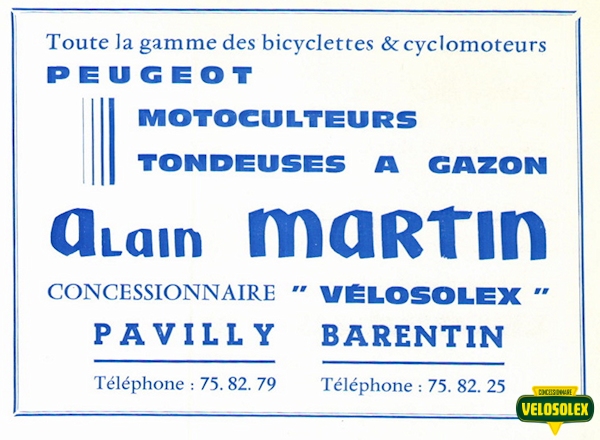 Toute la gamme des bicyclettes & cyclomoteurs
PEUGEOT
MOTOCULTEURS
TONDEUSES A GAZON
aLain martin
CONCESSIONNAIRE " VÉLOSOLEX "
PAVILLY BARENTIN
Téléphone : 75. 82. 79 Téléphone : 75. 82. 25
CONCESSIONNAIRE
VELOSOLEX